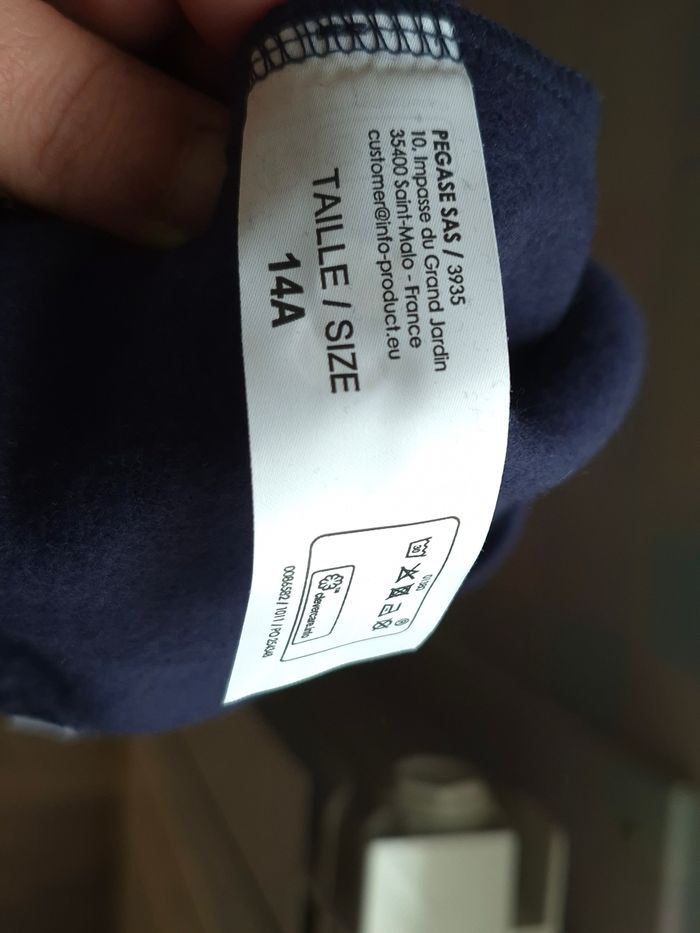 PEGASE SAS / 3935
10, Impasse du Grand Jardin
35400 Saint-Malo - France
customer@info-product.eu
TAILLE / SIZE
14A
30
clevercare.info